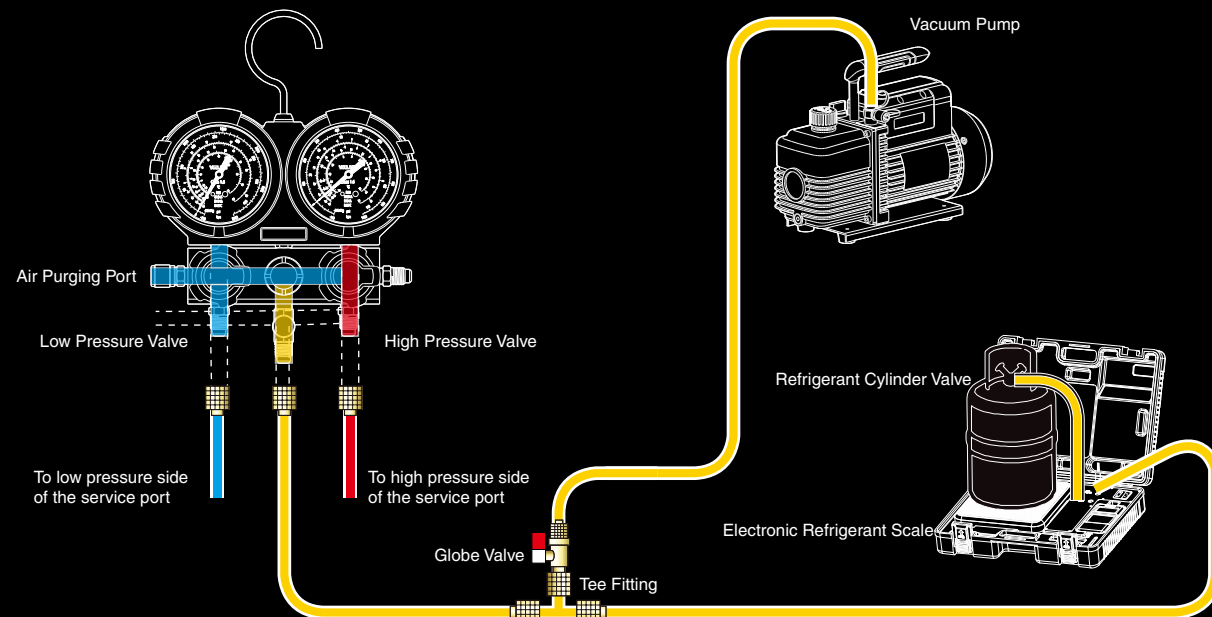 Vacuum Pump
Air Purging Port
Low Pressure Valve
High Pressure Valve
Refrigerant Cylinder Valve
To low pressure side
of the service port
To high pressure side
of the service port
Electronic Refrigerant Scale
Globe Valve
Tee Fitting